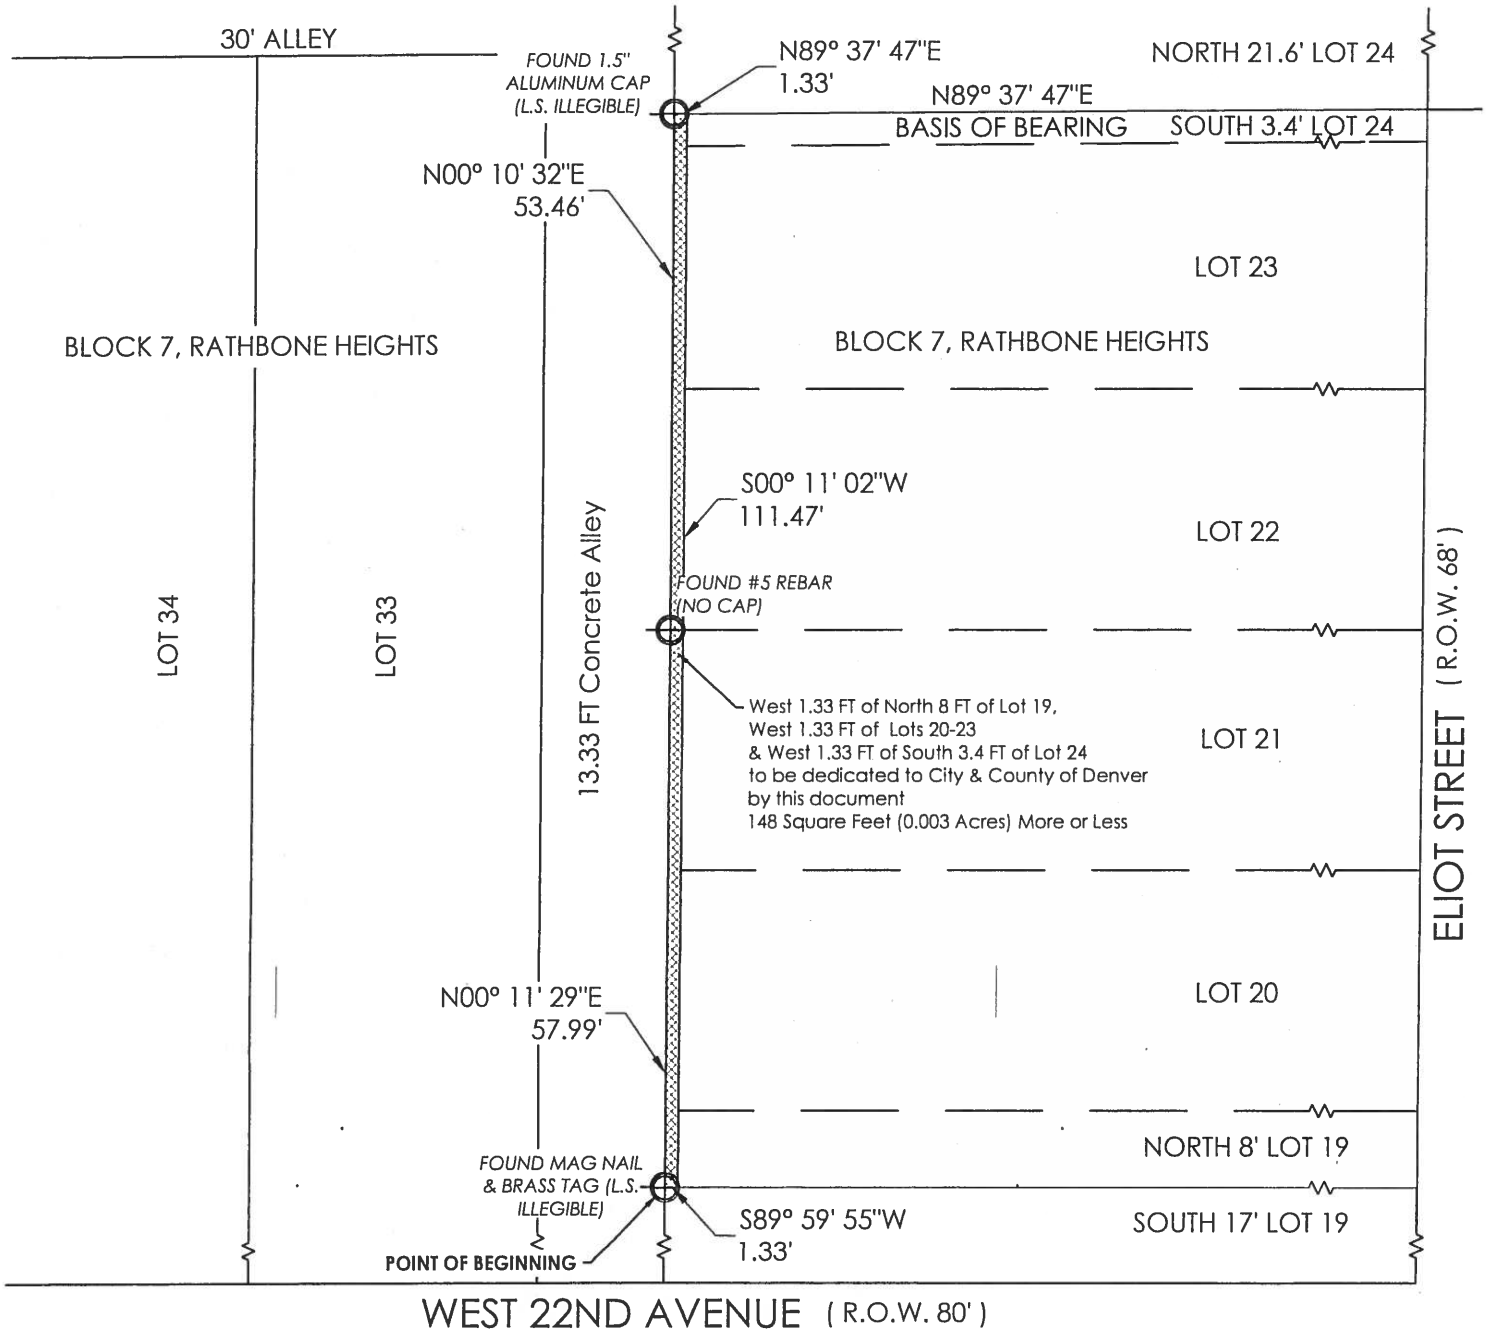 30' ALLEY
FOUND 1.5"
ALUMINUM CAP
(L.S. ILLEGIBLE)
N89° 37' 47"E
1.33'
NORTH 21.6' LOT 24
N89° 37' 47"E
BASIS OF BEARING
SOUTH 3.4' LOT 24
N00° 10' 32"E
53.46'
LOT 23
BLOCK 7, RATHBONE HEIGHTS
BLOCK 7, RATHBONE HEIGHTS
S00° 11' 02"W
111.47'
LOT 22
FOUND #5 REBAR
(NO CAP)
LOT 34
LOT 33
13.33 FT Concrete Alley
West 1.33 FT of North 8 FT of Lot 19,
West 1.33 FT of Lots 20-23
& West 1.33 FT of South 3.4 FT of Lot 24
to be dedicated to City & County of Denver
by this document
148 Square Feet (0.003 Acres) More or Less
LOT 21
ELIOT STREET ( R.O.W. 68' )
N00° 11' 29"E
57.99'
LOT 20
NORTH 8' LOT 19
FOUND MAG NAIL
& BRASS TAG (L.S.
ILLEGIBLE)
S89° 59' 55"W
1.33'
SOUTH 17' LOT 19
POINT OF BEGINNING
WEST 22ND AVENUE ( R.O.W. 80' )